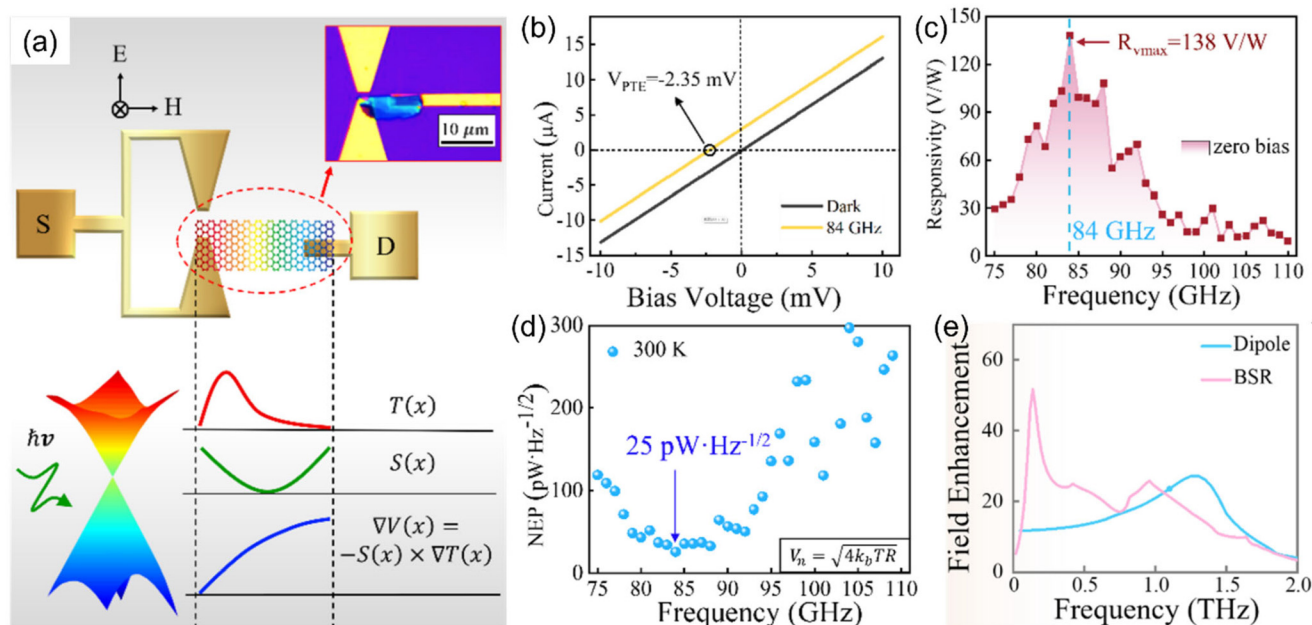 (a)
E
H
10 μm
S
D
ħν
T(x)
S(x)
∇V(x) =
−S(x) × ∇T(x)
(b)
15
10
5
0
-5
-10
-15
Current (μA)
V_PTE=-2.35 mV
Dark
84 GHz
-10
-5
0
5
10
Bias Voltage (mV)
(c)
150
120
90
60
30
0
Responsivity (V/W)
R_vmax=138 V/W
zero bias
84 GHz
75 80 85 90 95 100 105 110
Frequency (GHz)
(d)
300
200
100
0
NEP (pW·Hz^-1/2)
300 K
25 pW·Hz^-1/2
V_n = √4k_bTR
75 80 85 90 95 100 105 110
Frequency (GHz)
(e)
60
40
20
0
Field Enhancement
Dipole
BSR
0 0.5 1.0 1.5 2.0
Frequency (THz)